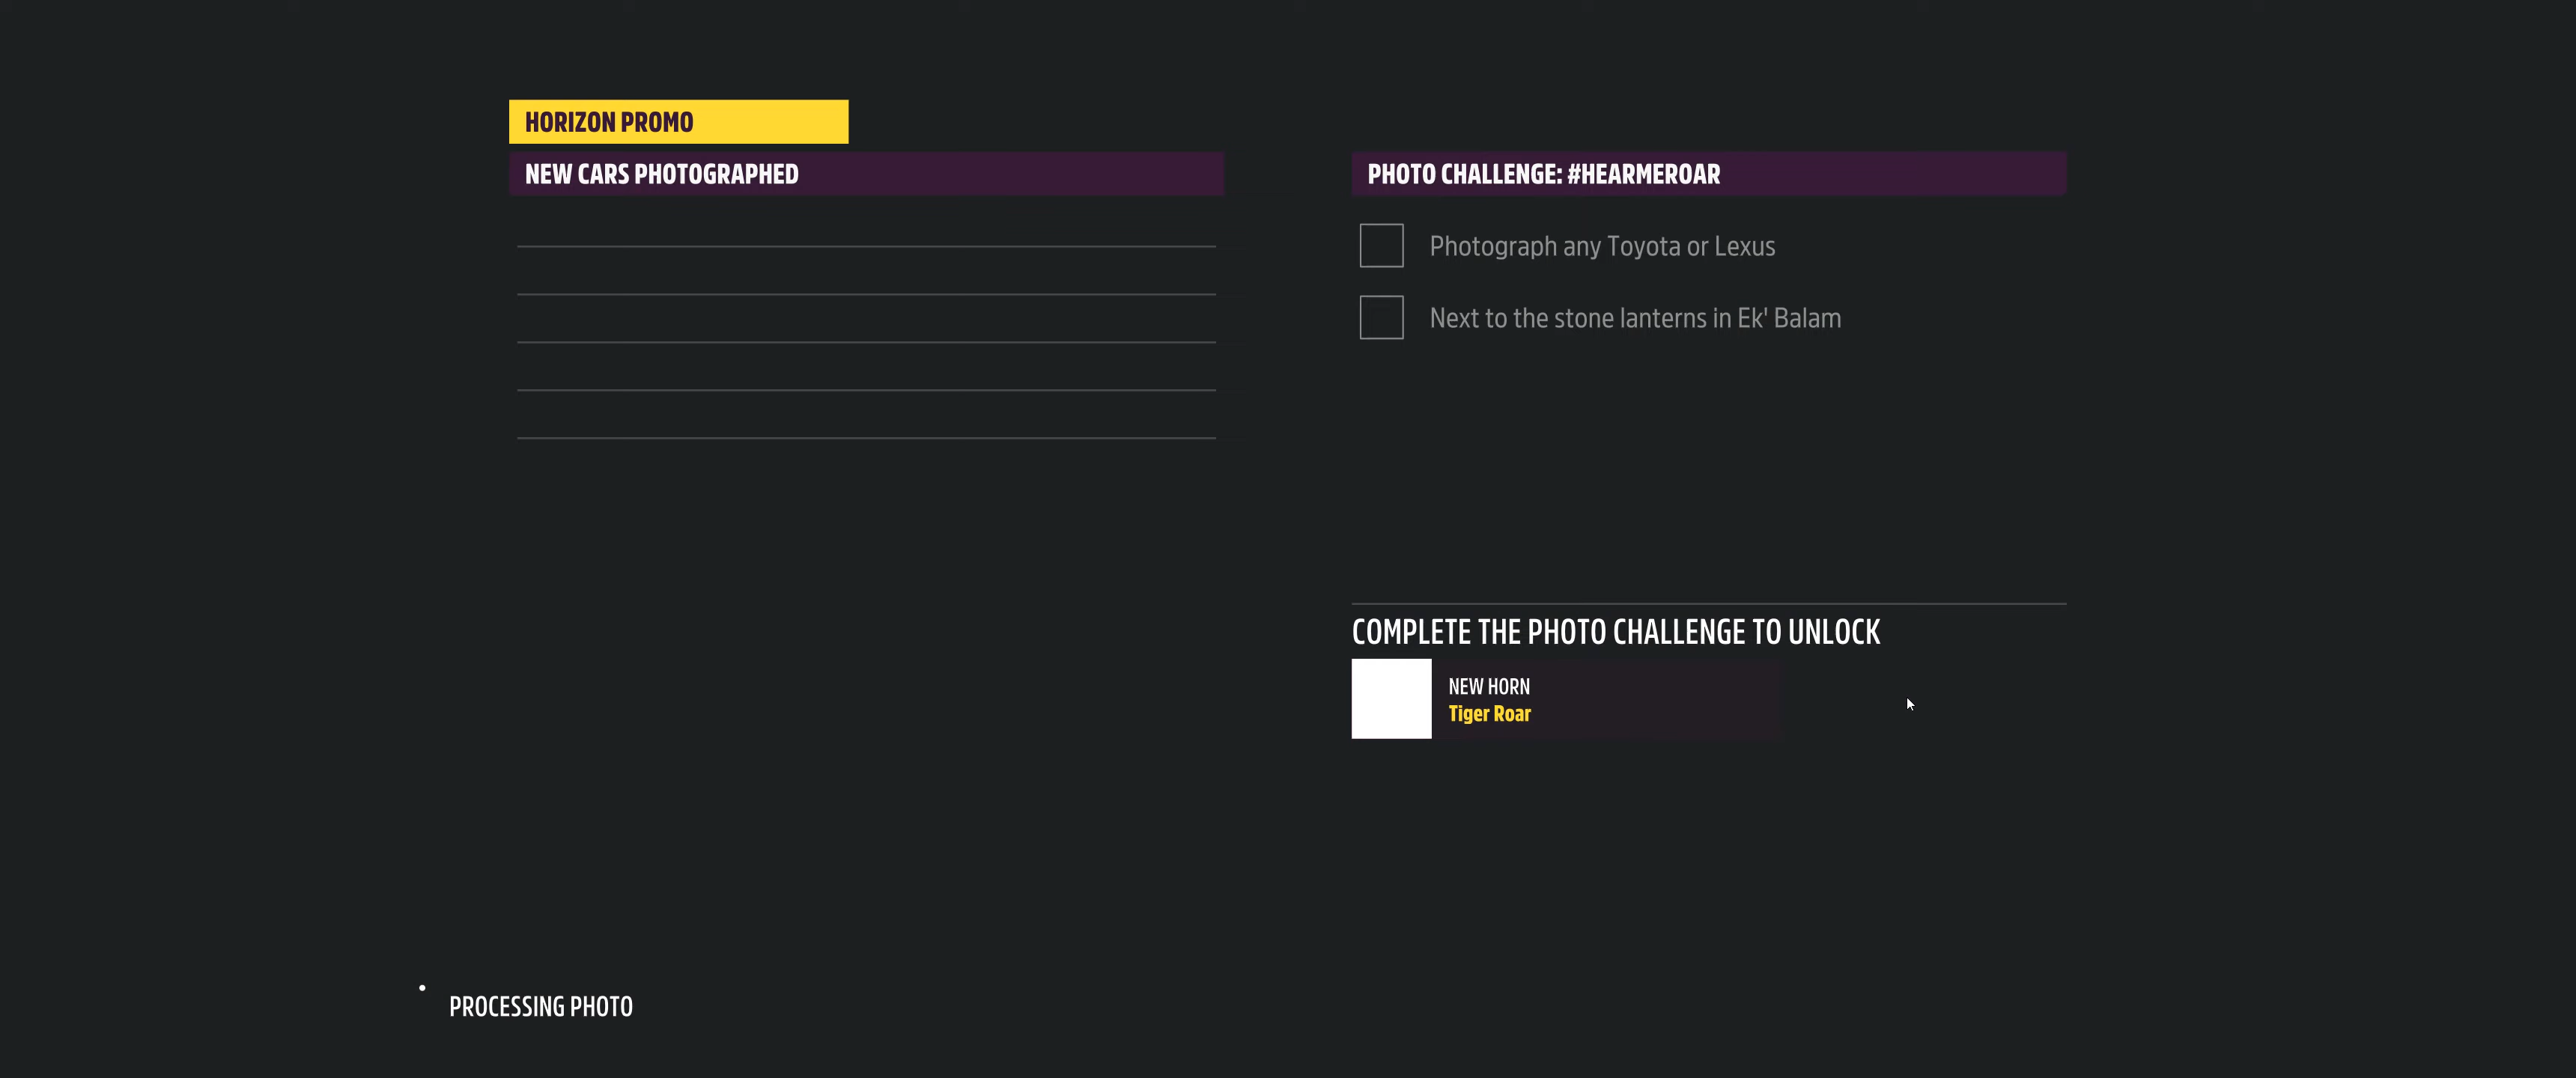 HORIZON PROMO
NEW CARS PHOTOGRAPHED
PHOTO CHALLENGE: #HEARMEROAR
Photograph any Toyota or Lexus
Next to the stone lanterns in Ek' Balam
COMPLETE THE PHOTO CHALLENGE TO UNLOCK
NEW HORN
Tiger Roar
PROCESSING PHOTO